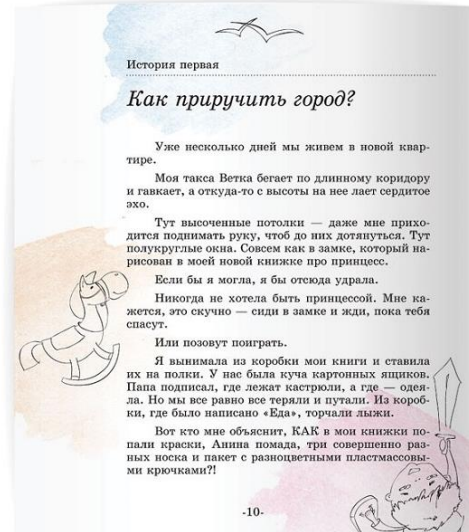 История первая
Как приручить город?
Уже несколько дней мы живем в новой квар-
тире.
Моя такса Ветка бегает по длинному коридору
и гавкает, а откуда-то с высоты на нее лает сердитое
эхо.
Тут высоченные потолки — даже мне прихо-
дится поднимать руку, чтоб до них дотянуться. Тут
полукруглые окна. Совсем как в замке, который на-
рисован в моей новой книжке про принцесс.
Если бы я могла, я бы отсюда удрала.
Никогда не хотела быть принцессой. Мне ка-
жется, это скучно — сиди в замке и жди, пока тебя
спасут.
Или позовут поиграть.
Я вынимала из коробки мои книги и ставила
их на полки. У нас была куча картонных ящиков.
Папа подписал, где лежат кастрюли, а где — одея-
ла. Но мы все равно все теряли и путали. Из короб-
ки, где было написано «Еда», торчали лыжи.
Вот кто мне объяснит, КАК в мои книжки по-
пали краски, Анина помада, три совершенно раз-
ных носка и пакет с разноцветными пластмассовы-
ми крючками?!
-10-